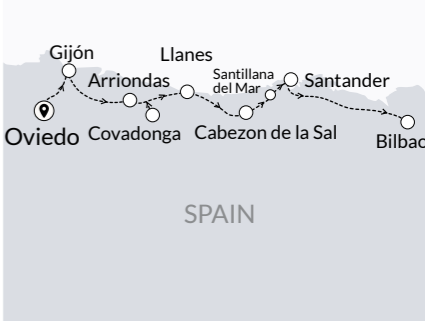 Gijón
Llanes
Arriondas
Santillana
del Mar
Santander
Oviedo
Covadonga
Cabezon de la Sal
Bilbao
SPAIN